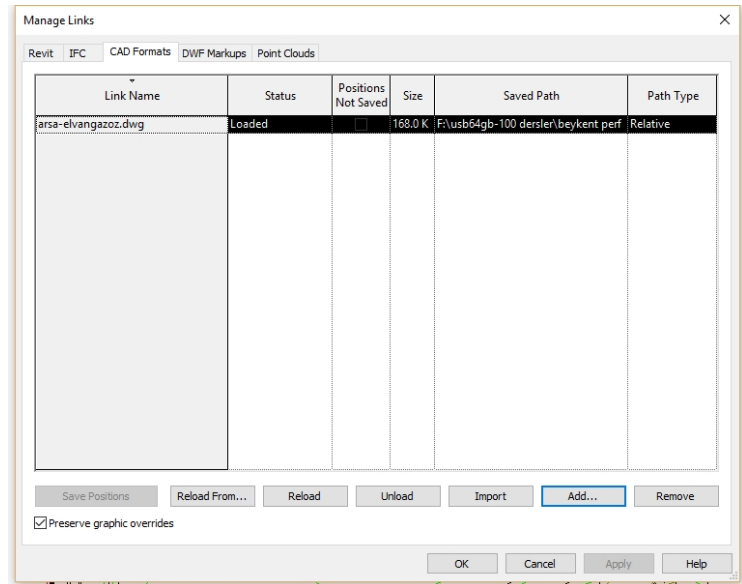 Manage Links
Revit IFC CAD Formats DWF Markups Point Clouds
Link Name Status Positions Not Saved Size Saved Path Path Type
arsa-elvangazoz.dwg Loaded 168.0 K F:\usb64gb-100 dersler\beykent perf Relative
Save Positions Reload From... Reload Unload Import Add... Remove
Preserve graphic overrides
OK Cancel Apply Help